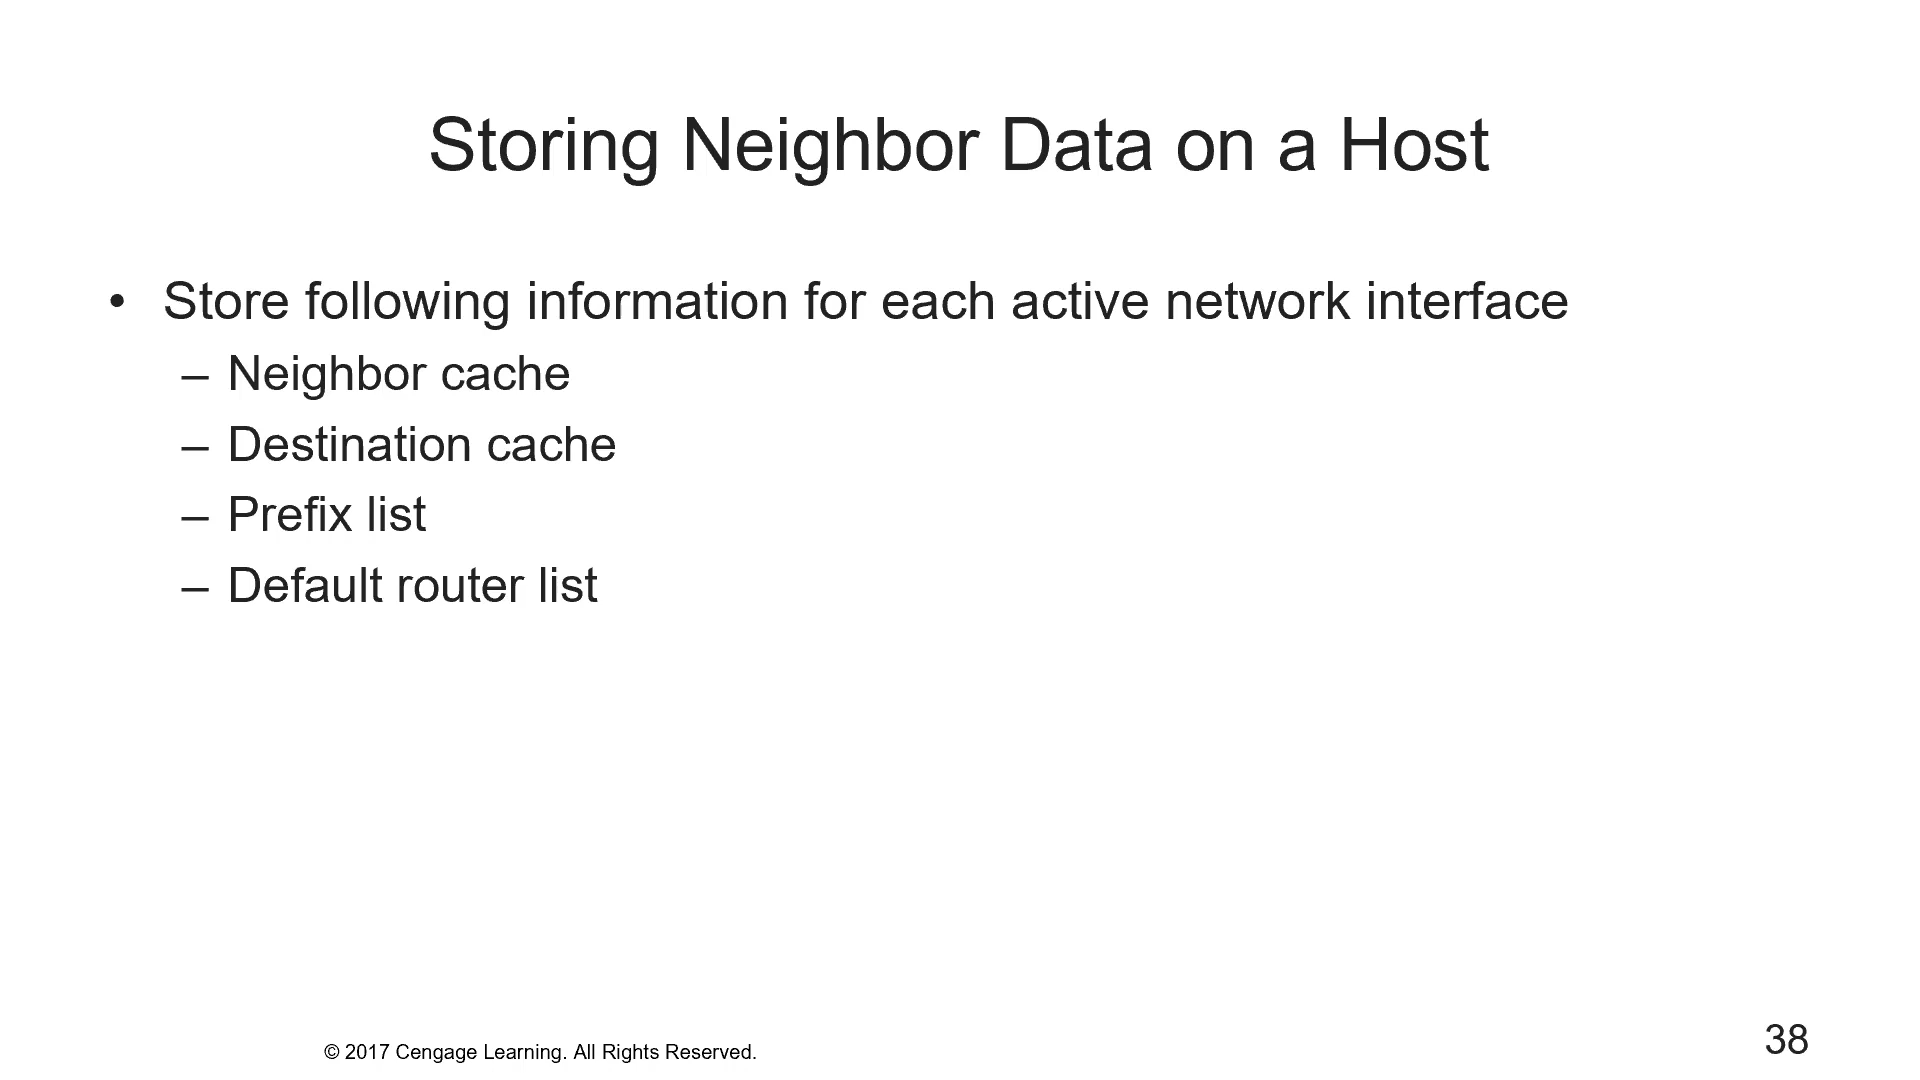 Storing Neighbor Data on a Host
• Store following information for each active network interface
– Neighbor cache
– Destination cache
– Prefix list
– Default router list
© 2017 Cengage Learning. All Rights Reserved.
38